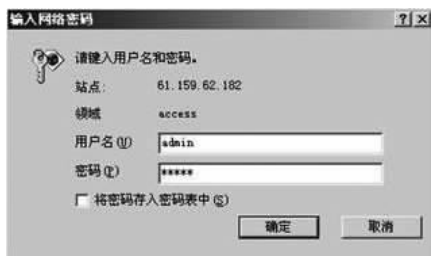 输入网络密码
请键入用户名和密码。
站点: 61.159.62.182
领域 access
用户名(U) admin
密码(P) *****
将密码存入密码表中(S)
确定 取消